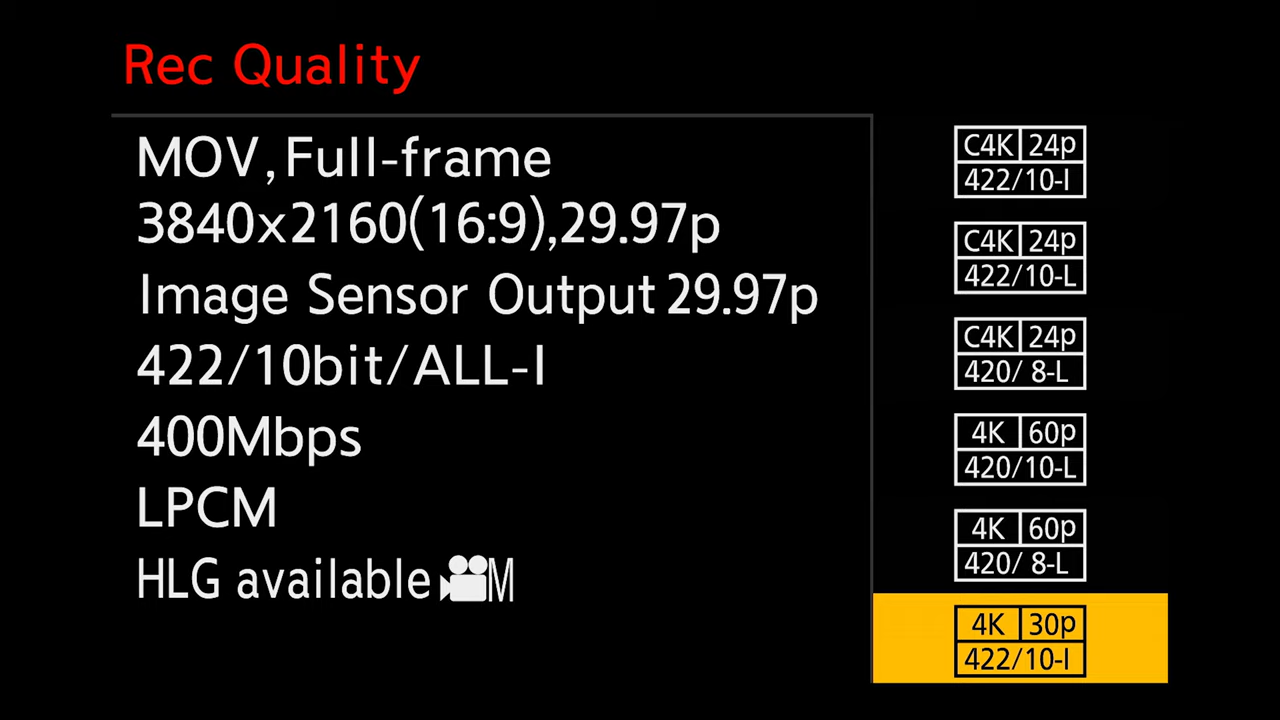 Rec Quality
MOV,Full-frame
3840x2160(16:9),29.97p
Image Sensor Output 29.97p
422/10bit/ALL-I
400Mbps
LPCM
HLG available M
C4K 24p
422/10-I
C4K 24p
422/10-L
C4K 24p
420/ 8-L
4K 60p
420/10-L
4K 60p
420/ 8-L
4K 30p
422/10-I